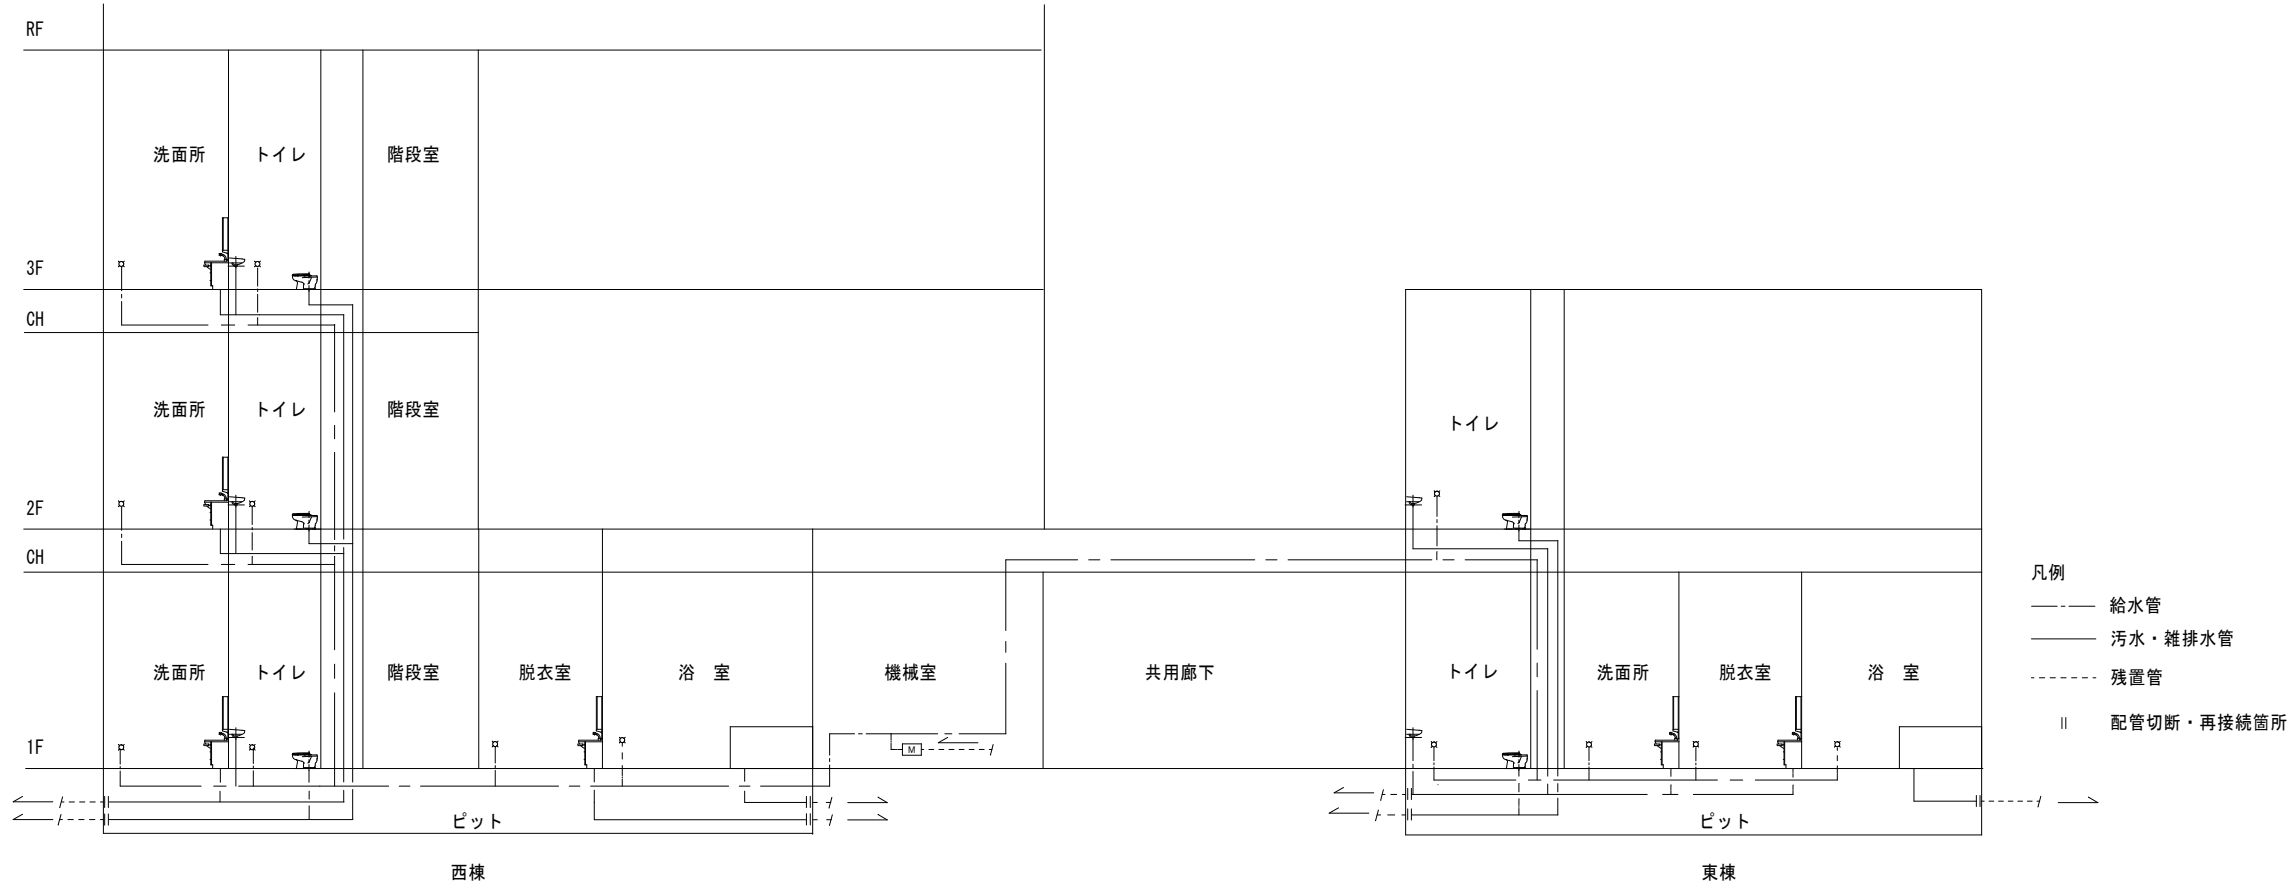 RF
洗面所 トイレ 階段室
3F
CH
洗面所 トイレ 階段室
トイレ
2F
CH
凡例
給水管
汚水・雑排水管
洗面所 トイレ 階段室 脱衣室 浴 室 機械室 共用廊下 トイレ 洗面所 脱衣室 浴 室
残置管
配管切断・再接続箇所
1F
M
ピット ピット
西棟 東棟